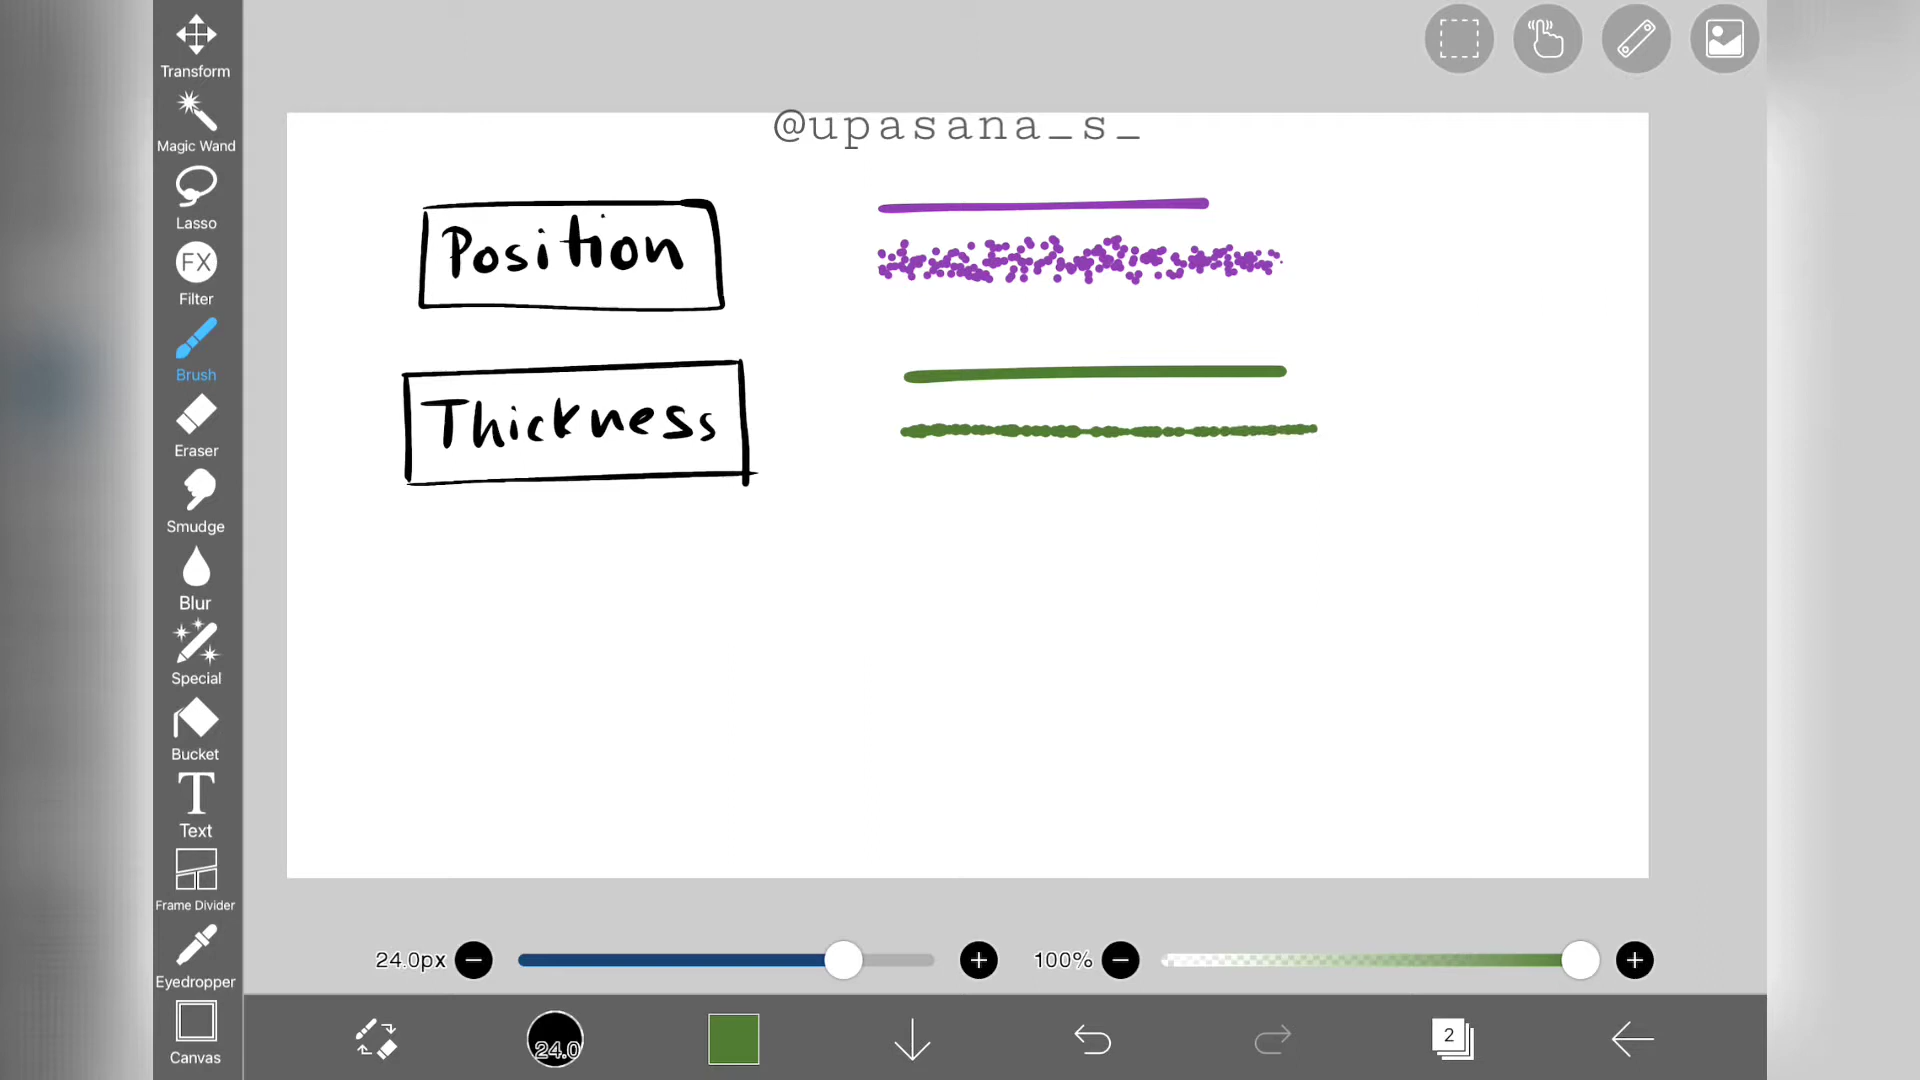 Transform
Magic Wand
Lasso
FX
Filter
Brush
Eraser
Smudge
Blur
Special
Bucket
T
Text
Frame Divider
Eyedropper
Canvas
@upasana_s_
Position
Thickness
24.0px
100%
24.0
2